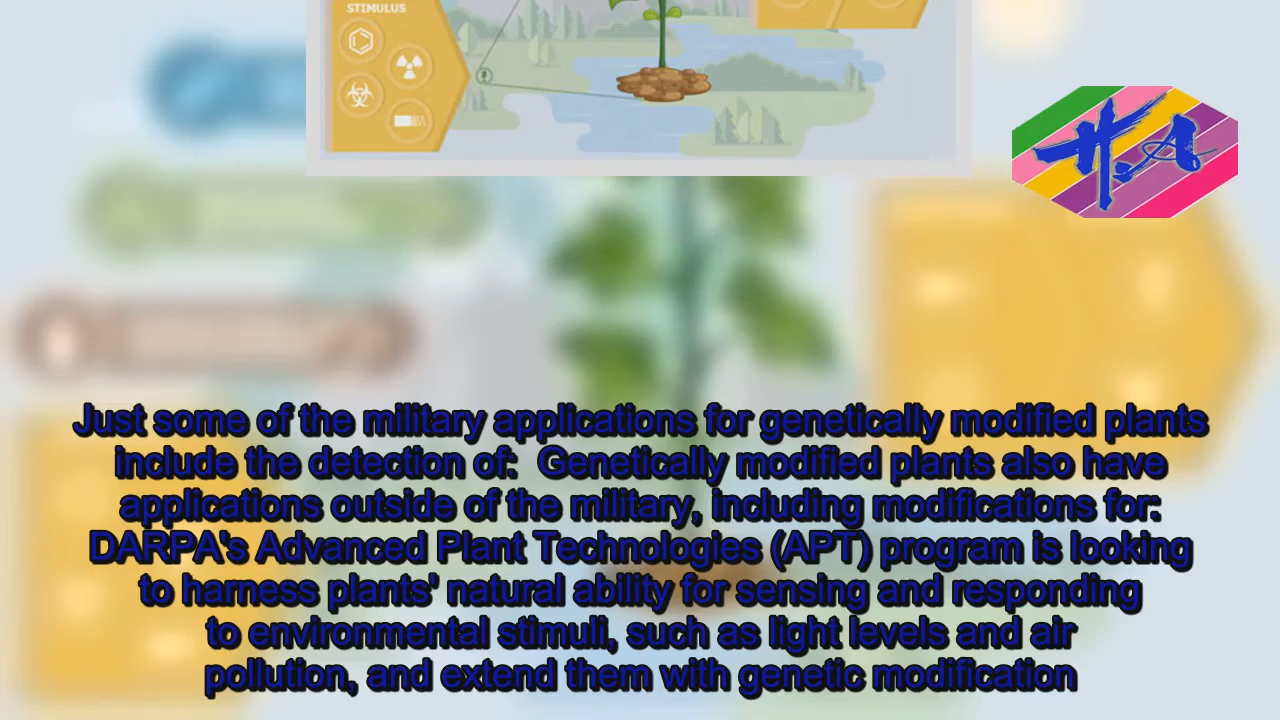 STIMULUS
H.A
Just some of the military applications for genetically modified plants
include the detection of:  Genetically modified plants also have
applications outside of the military, including modifications for:
DARPA's Advanced Plant Technologies (APT) program is looking
to harness plants' natural ability for sensing and responding
to environmental stimuli, such as light levels and air
pollution, and extend them with genetic modification